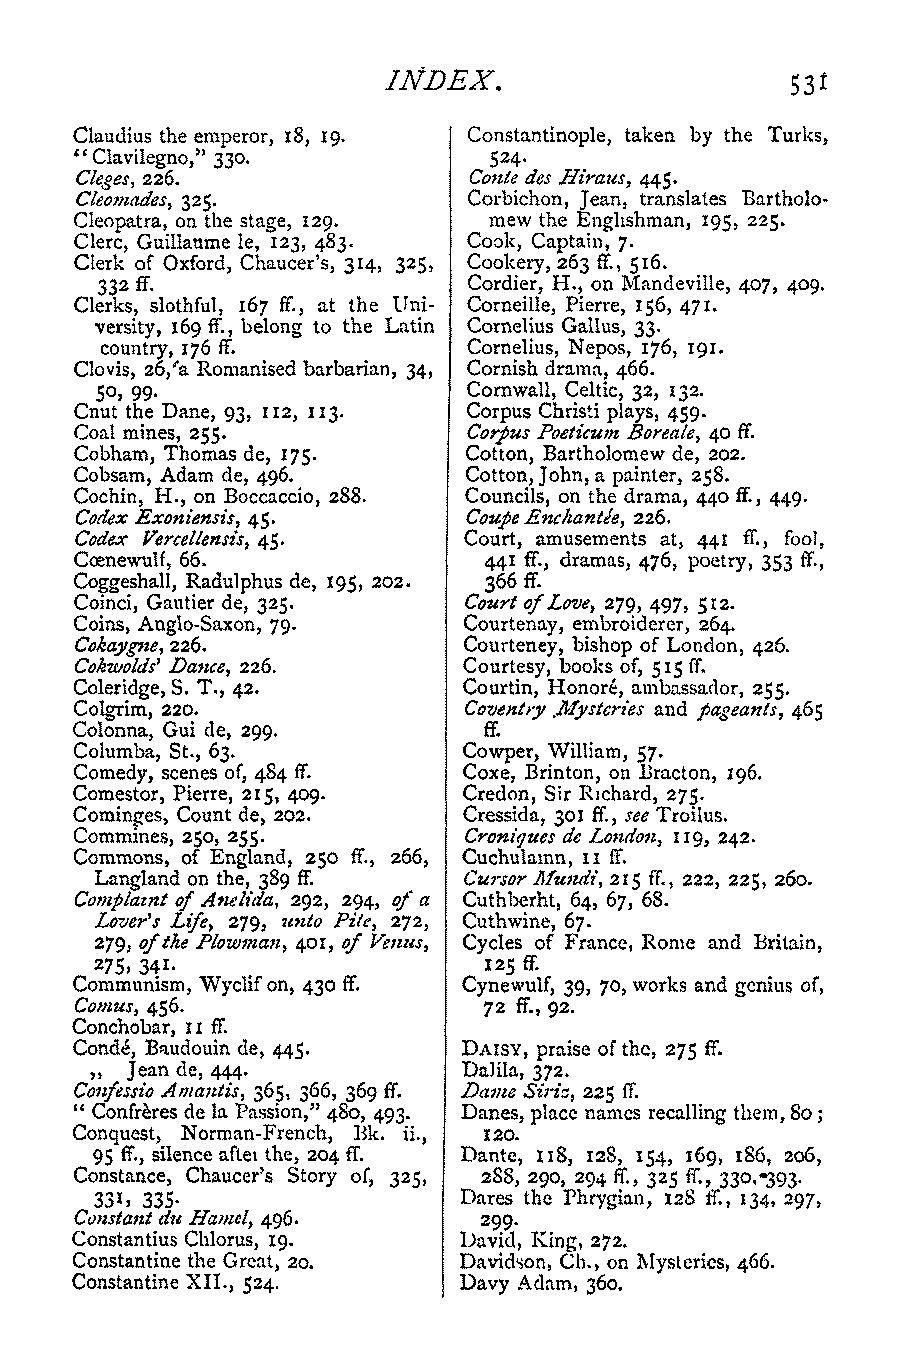 INDEX. 531
Claudius the emperor, 18, 19.
“Clavilegno,” 330.
Cleges, 226.
Cleomades, 325.
Cleopatra, on the stage, 129.
Clerc, Guillaume le, 123, 483.
Clerk of Oxford, Chaucer's, 314, 325,
332 ff.
Clerks, slothful, 167 ff., at the Uni-
versity, 169 ff., belong to the Latin
country, 176 ff.
Clovis, 26, a Romanised barbarian, 34,
50, 99.
Cnut the Dane, 93, 112, 113.
Coal mines, 255.
Cobham, Thomas de, 175.
Cobsam, Adam de, 496.
Cochin, H., on Boccaccio, 288.
Codex Exoniensis, 45.
Codex Vercellensis, 45.
Cœnewulf, 66.
Coggeshall, Radulphus de, 195, 202.
Coinci, Gautier de, 325.
Coins, Anglo-Saxon, 79.
Cokaygne, 226.
Cokwolds' Dance, 226.
Coleridge, S. T., 42.
Colgrim, 220.
Colonna, Gui de, 299.
Columba, St., 63.
Comedy, scenes of, 484 ff.
Comestor, Pierre, 215, 409.
Cominges, Count de, 202.
Commines, 250, 255.
Commons, of England, 250 ff., 266,
Langland on the, 389 ff.
Complaint of Anelida, 292, 294, of a
Lover's Life, 279, unto Pite, 272,
279, of the Plowman, 401, of Venus,
275, 341.
Communism, Wyclif on, 430 ff.
Comus, 456.
Conchobar, 11 ff.
Condé, Baudouin de, 445.
„ Jean de, 444.
Confessio Amantis, 365, 366, 369 ff.
“Confrères de la Passion,” 480, 493.
Conquest, Norman-French, Bk. ii.,
95 ff., silence after the, 204 ff.
Constance, Chaucer's Story of, 325,
331, 335.
Constant du Hamel, 496.
Constantius Chlorus, 19.
Constantine the Great, 20.
Constantine XII., 524.
Constantinople, taken by the Turks,
524.
Conte des Hiraus, 445.
Corbichon, Jean, translates Bartholo-
mew the Englishman, 195, 225.
Cook, Captain, 7.
Cookery, 263 ff., 516.
Cordier, H., on Mandeville, 407, 409.
Corneille, Pierre, 156, 471.
Cornelius Gallus, 33.
Cornelius, Nepos, 176, 191.
Cornish drama, 466.
Cornwall, Celtic, 32, 132.
Corpus Christi plays, 459.
Corpus Poeticum Boreale, 40 ff.
Cotton, Bartholomew de, 202.
Cotton, John, a painter, 258.
Councils, on the drama, 440 ff., 449.
Coupe Enchantée, 226.
Court, amusements at, 441 ff., fool,
441 ff., dramas, 476, poetry, 353 ff.,
366 ff.
Court of Love, 279, 497, 512.
Courtenay, embroiderer, 264.
Courteney, bishop of London, 426.
Courtesy, books of, 515 ff.
Courtin, Honoré, ambassador, 255.
Coventry Mysteries and pageants, 465
ff.
Cowper, William, 57.
Coxe, Brinton, on Bracton, 196.
Credon, Sir Richard, 275.
Cressida, 301 ff., see Troilus.
Croniques de London, 119, 242.
Cuchulainn, 11 ff.
Cursor Mundi, 215 ff., 222, 225, 260.
Cuthberht, 64, 67, 68.
Cuthwine, 67.
Cycles of France, Rome and Britain,
125 ff.
Cynewulf, 39, 70, works and genius of,
72 ff., 92.
DAISY, praise of the, 275 ff.
Dalila, 372.
Dame Siriz, 225 ff.
Danes, place names recalling them, 80;
120.
Dante, 118, 128, 154, 169, 186, 206,
288, 290, 294 ff., 325 ff., 330, 393.
Dares the Phrygian, 128 ff., 134, 297,
299.
David, King, 272.
Davidson, Ch., on Mysteries, 466.
Davy Adam, 360.